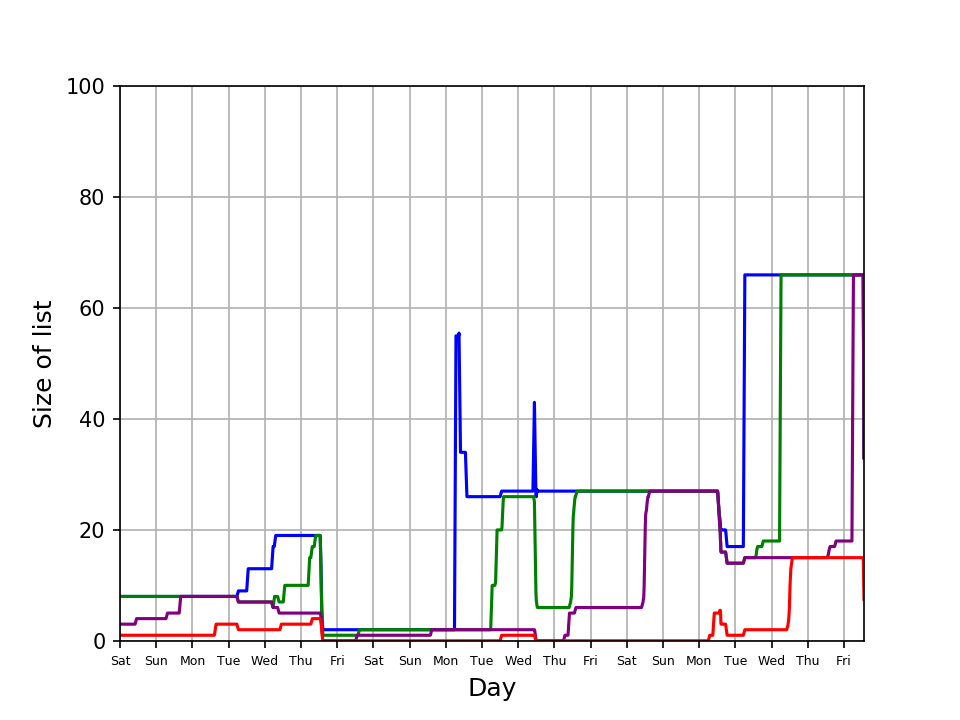 100
80
60
40
20
0
Size of list
Sat Sun Mon Tue Wed Thu Fri Sat Sun Mon Tue Wed Thu Fri Sat Sun Mon Tue Wed Thu Fri
Day